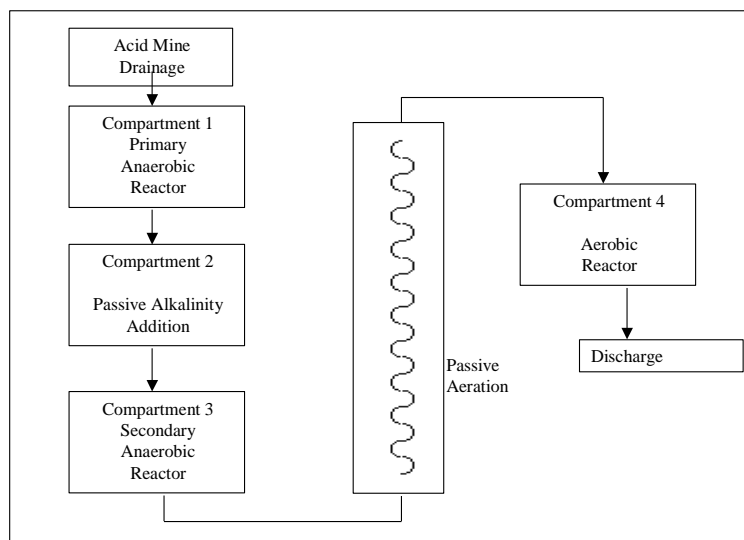 Acid Mine
Drainage
Compartment 1
Primary
Anaerobic
Reactor
Compartment 2
Passive Alkalinity
Addition
Compartment 3
Secondary
Anaerobic
Reactor
Passive
Aeration
Compartment 4
Aerobic
Reactor
Discharge